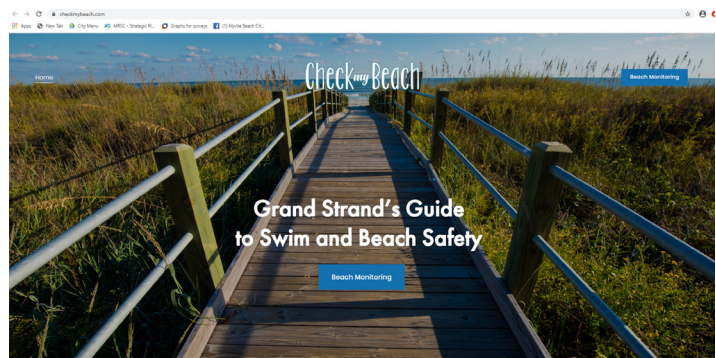 checkmybeach.com
Apps New Tab City Menu MRSC - Strategic Pl... Graphs for surveys (1) Myrtle Beach Cit...
Home
Check my Beach
Beach Monitoring
Grand Strand's Guide
to Swim and Beach Safety
Beach Monitoring